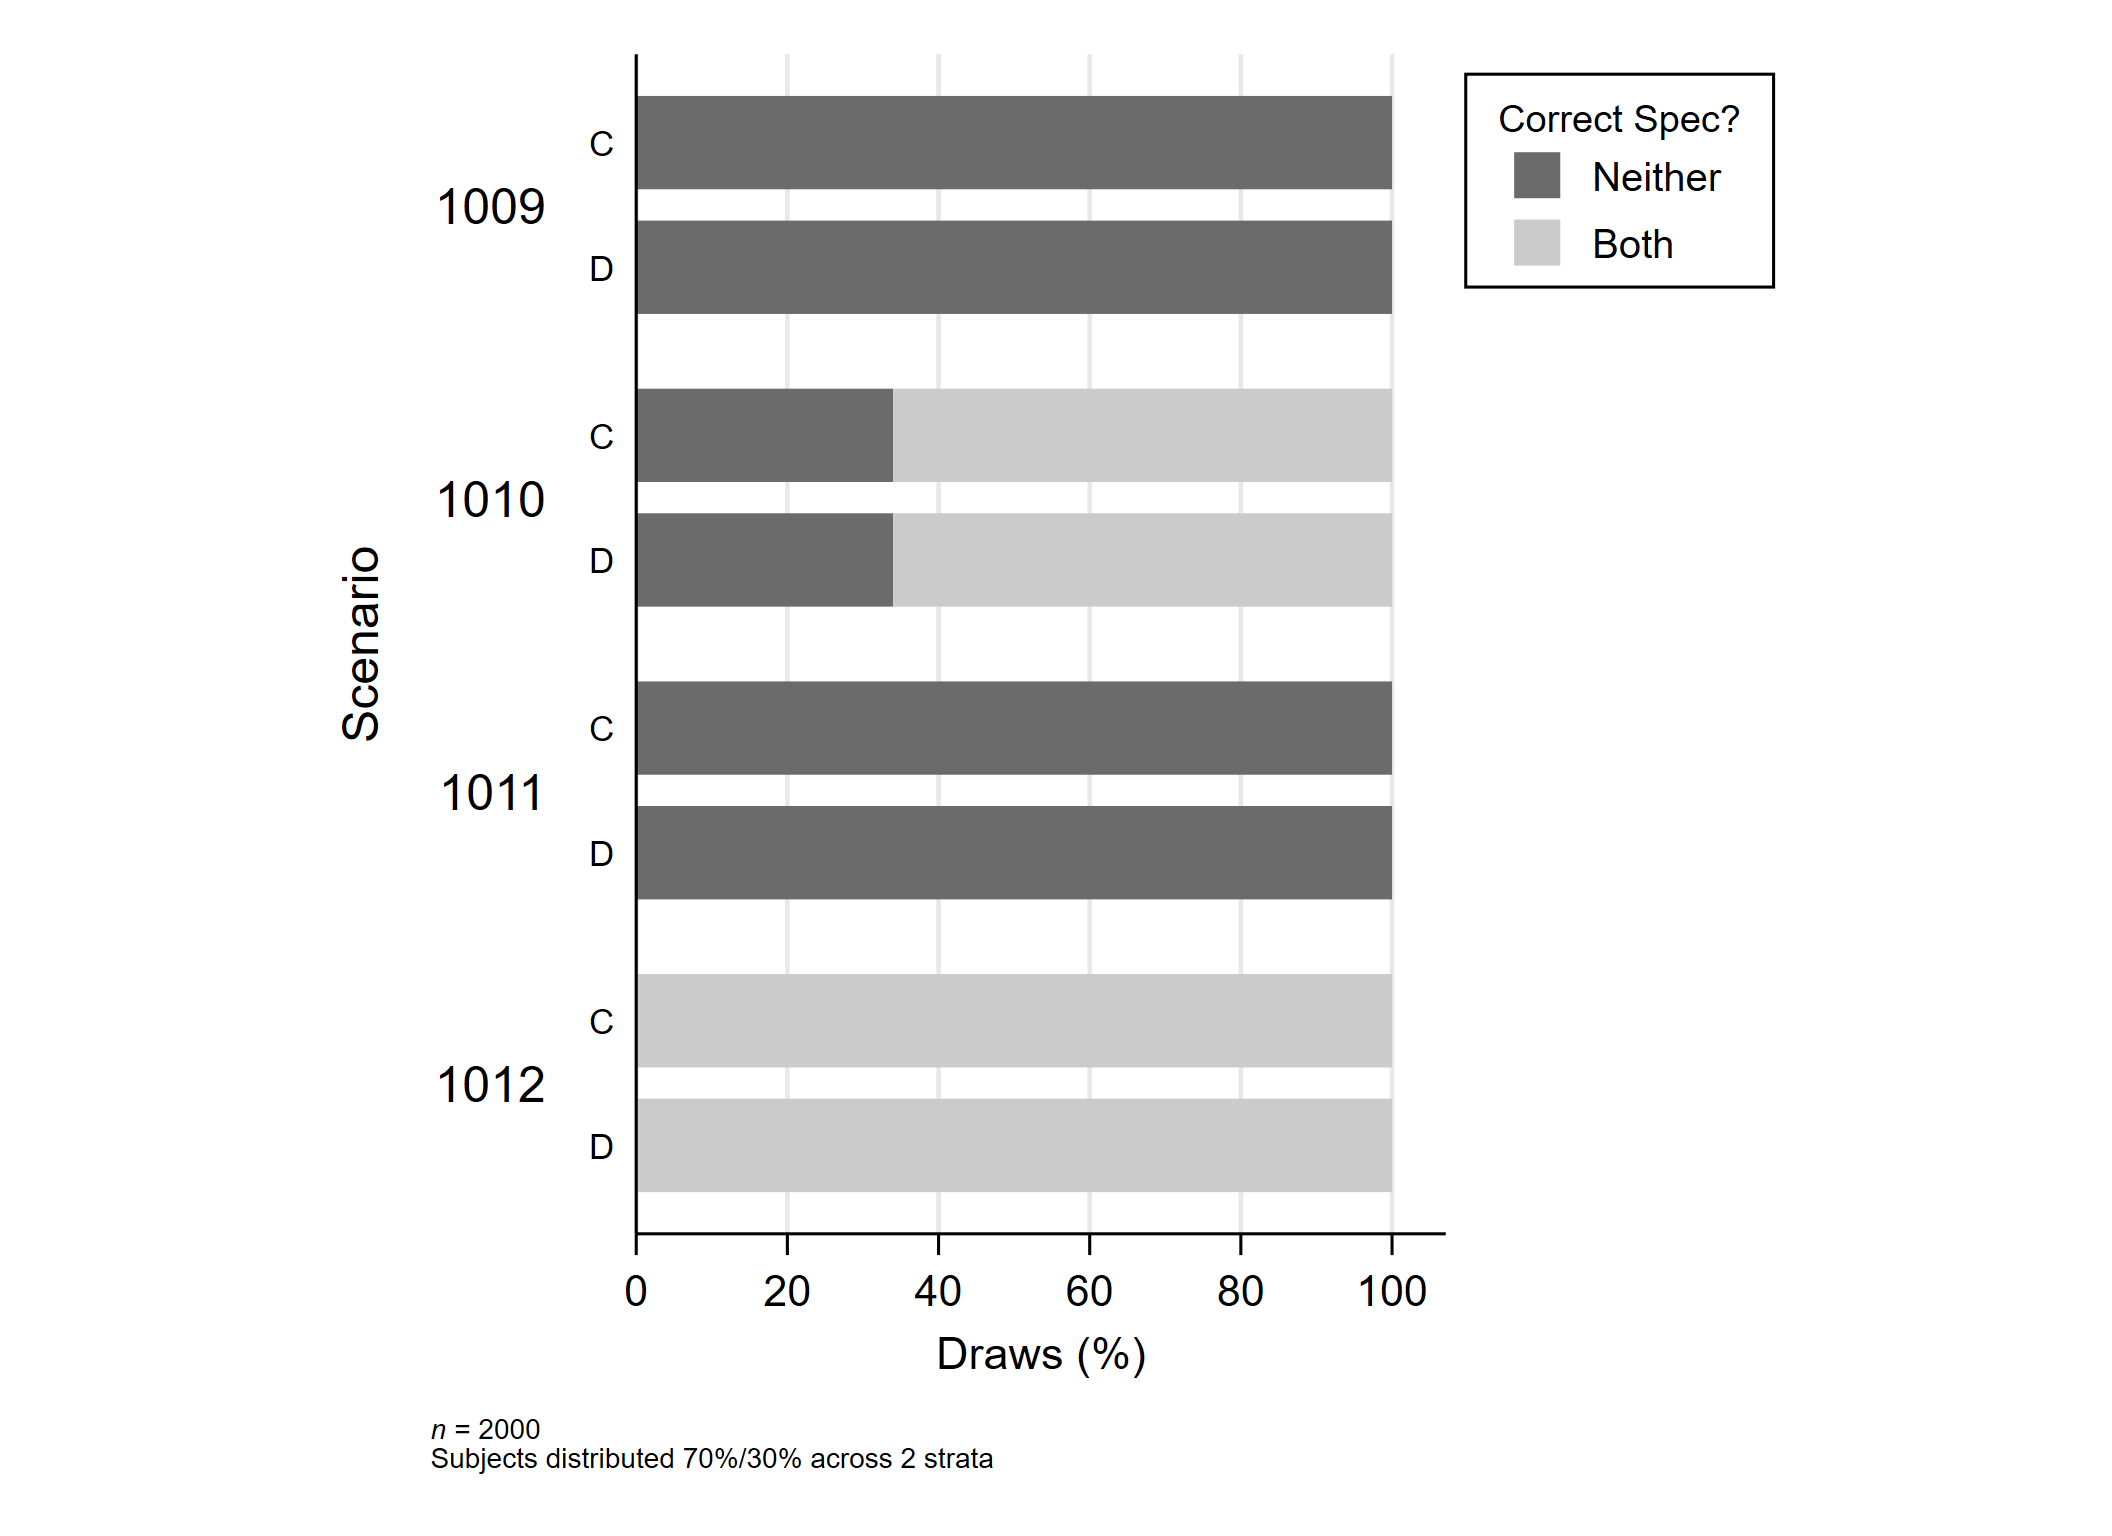 Correct Spec?
Neither
Both
Scenario
1009
C
D
1010
C
D
1011
C
D
1012
C
D
0 20 40 60 80 100
Draws (%)
n = 2000
Subjects distributed 70%/30% across 2 strata